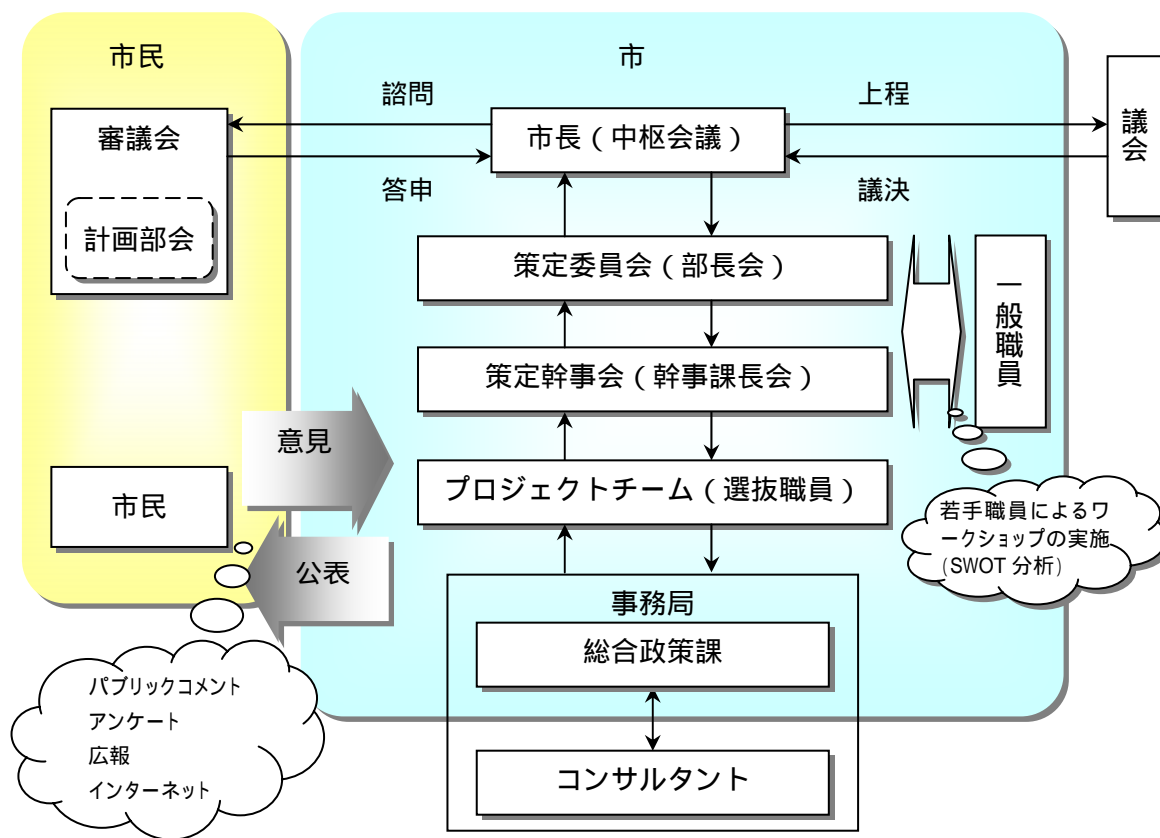 市民
市
諮問
上程
審議会
市長（中枢会議）
議会
答申
議決
計画部会
策定委員会（部長会）
一般職員
策定幹事会（幹事課長会）
意見
プロジェクトチーム（選抜職員）
市民
若手職員によるワ
ークショップの実施
(SWOT 分析)
公表
事務局
総合政策課
パブリックコメント
アンケート
広報
インターネット
コンサルタント